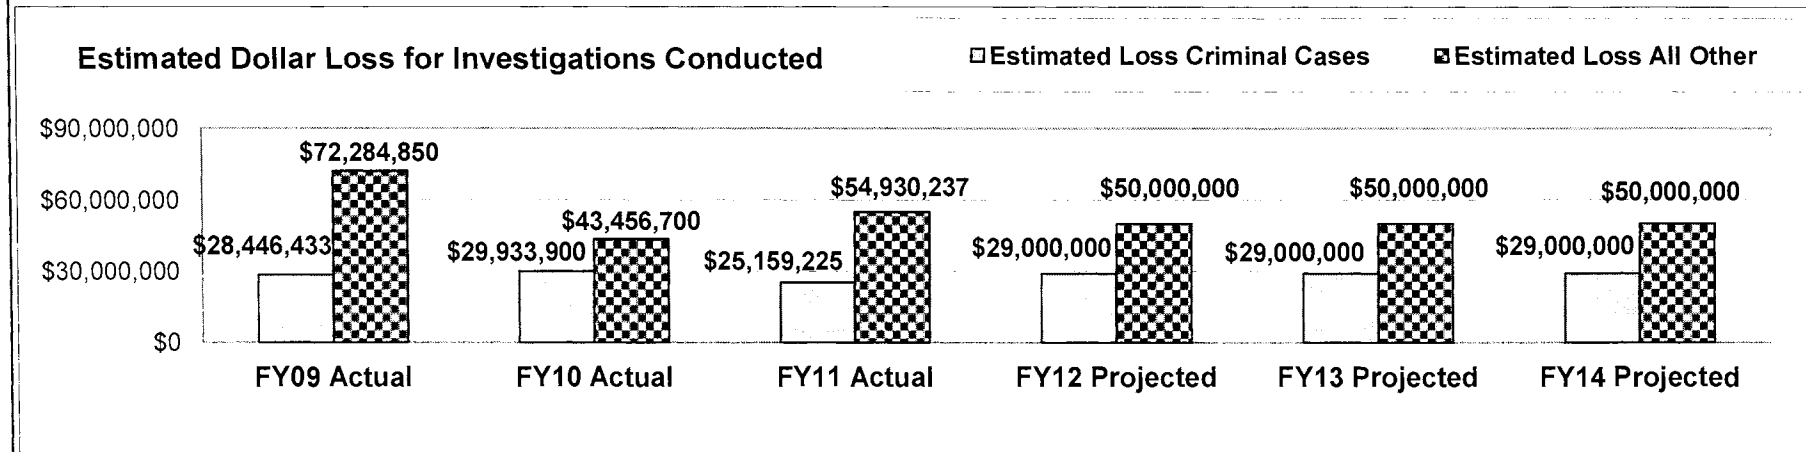 Estimated Dollar Loss for Investigations Conducted
Estimated Loss Criminal Cases
Estimated Loss All Other
$90,000,000
$60,000,000
$30,000,000
$0
$28,446,433
$72,284,850
$29,933,900
$43,456,700
$25,159,225
$54,930,237
$29,000,000
$50,000,000
$29,000,000
$50,000,000
$29,000,000
$50,000,000
FY09 Actual
FY10 Actual
FY11 Actual
FY12 Projected
FY13 Projected
FY14 Projected